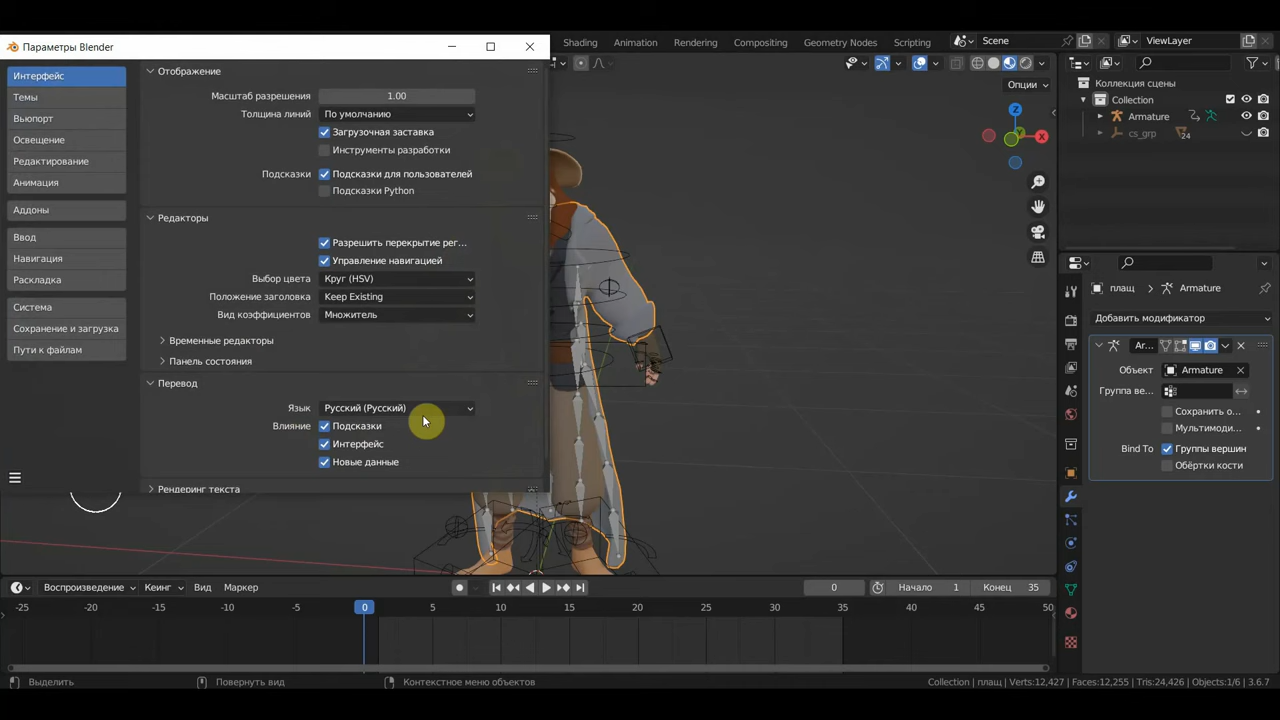 Параметры Blender
Интерфейс
Темы
Вьюпорт
Освещение
Редактирование
Анимация
Аддоны
Ввод
Навигация
Раскладка
Система
Сохранение и загрузка
Пути к файлам
Отображение
Масштаб разрешения 1.00
Толщина линий По умолчанию
Загрузочная заставка
Инструменты разработки
Подсказки Подсказки для пользователей
Подсказки Python
Редакторы
Разрешить перекрытие рег...
Управление навигацией
Выбор цвета Круг (HSV)
Положение заголовка Keep Existing
Вид коэффициентов Множитель
Временные редакторы
Панель состояния
Перевод
Язык Русский (Русский)
Влияние Подсказки
Интерфейс
Новые данные
Рендеринг текста
Shading Animation Rendering Compositing Geometry Nodes Scripting
Scene
ViewLayer
Опции
X
Z
Коллекция сцены
Collection
Armature
cs_grp 24
плащ Armature
Добавить модификатор
Ar...
Объект Armature
Группа ве...
Сохранить о...
Мультимоди...
Bind To Группы вершин
Обёртки кости
Воспроизведение Кеинг Вид Маркер
0 Начало 1 Конец 35
-25 -20 -15 -10 -5 0 5 10 15 20 25 30 35 40 45 50
Выделить Повернуть вид Контекстное меню объектов
Collection | плащ | Verts:12,427 | Faces:12,255 | Tris:24,426 | Objects:1/6 | 3.6.7